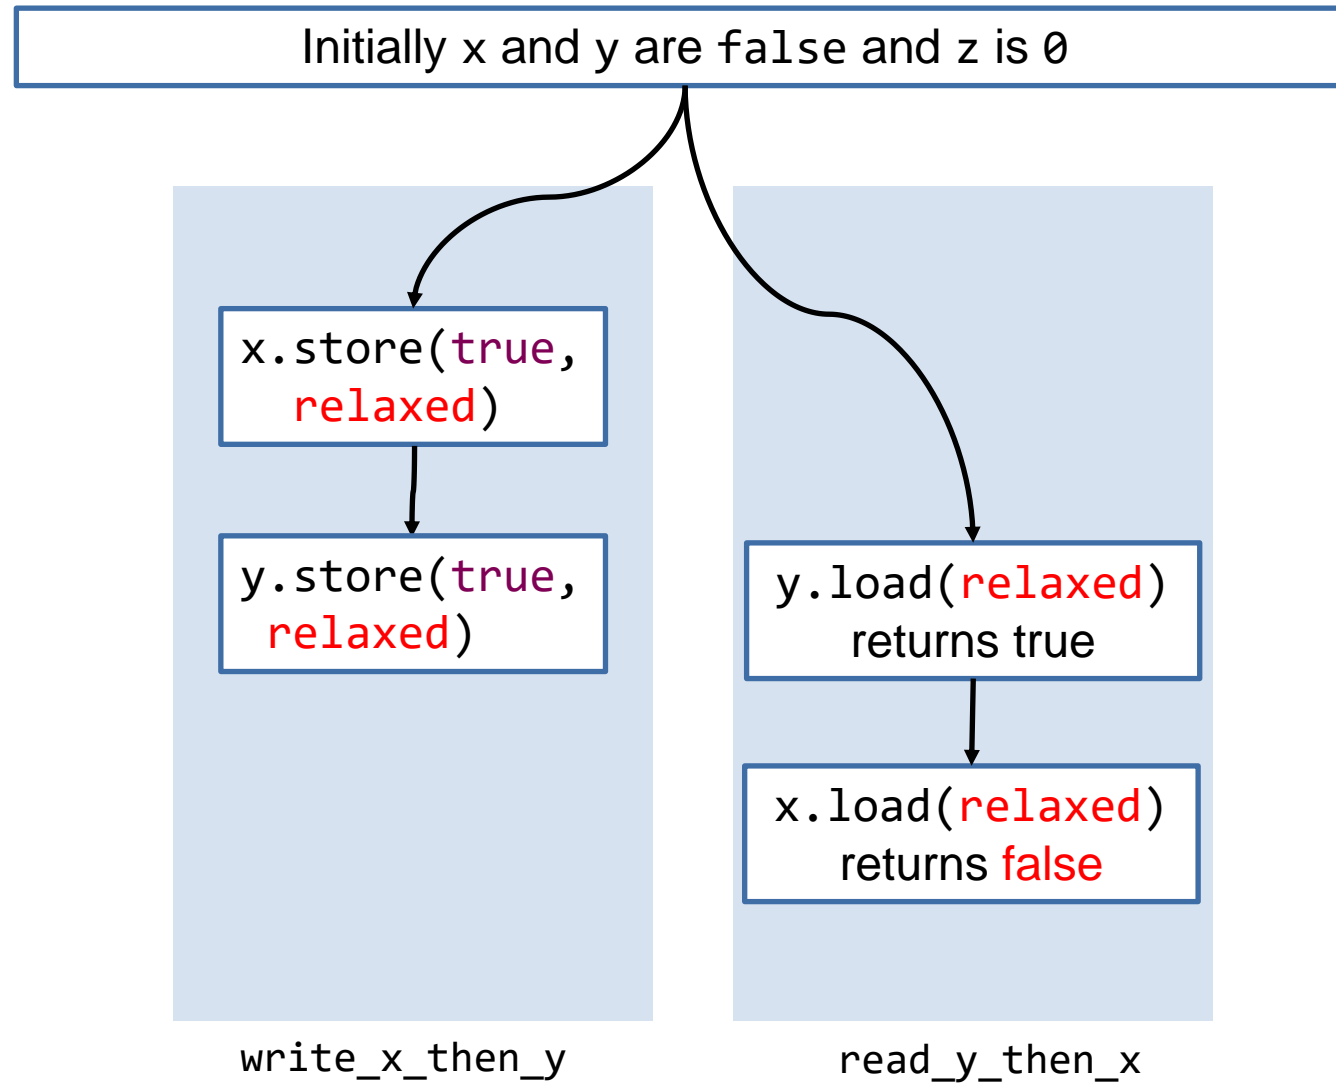 Initially x and y are false and z is 0
x.store(true,
relaxed)
y.store(true,
relaxed)
y.load(relaxed)
returns true
x.load(relaxed)
returns false
write_x_then_y
read_y_then_x